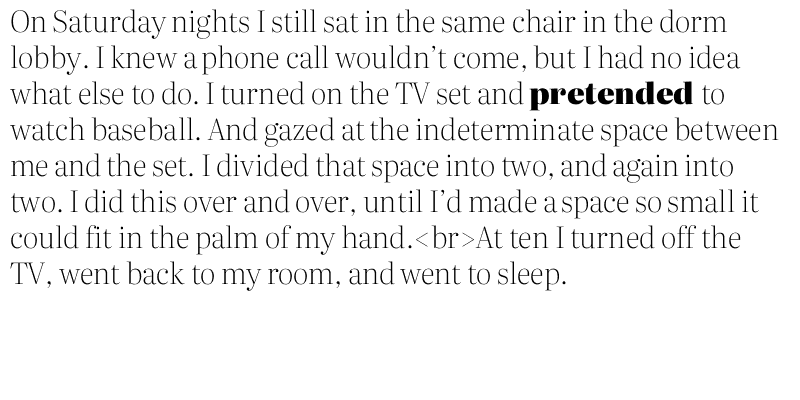 On Saturday nights I still sat in the same chair in the dorm
lobby. I knew a phone call wouldn’t come, but I had no idea
what else to do. I turned on the TV set and pretended to
watch baseball. And gazed at the indeterminate space between
me and the set. I divided that space into two, and again into
two. I did this over and over, until I’d made a space so small it
could fit in the palm of my hand.<br>At ten I turned off the
TV, went back to my room, and went to sleep.